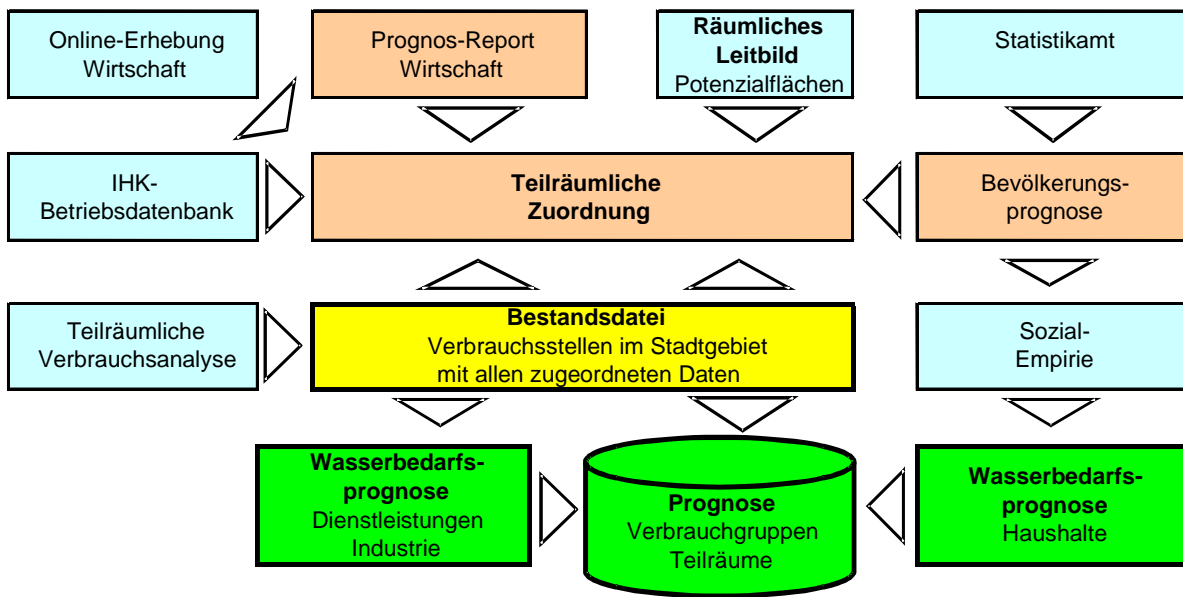 Online-Erhebung
Wirtschaft
Prognos-Report
Wirtschaft
Räumliches
Leitbild
Potenzialflächen
Statistikamt
IHK-
Betriebsdatenbank
Teilräumliche
Zuordnung
Bevölkerungs-
prognose
Teilräumliche
Verbrauchsanalyse
Bestandsdatei
Verbrauchsstellen im Stadtgebiet
mit allen zugeordneten Daten
Sozial-
Empirie
Wasserbedarfs-
prognose
Dienstleistungen
Industrie
Prognose
Verbrauchgruppen
Teilräume
Wasserbedarfs-
prognose
Haushalte